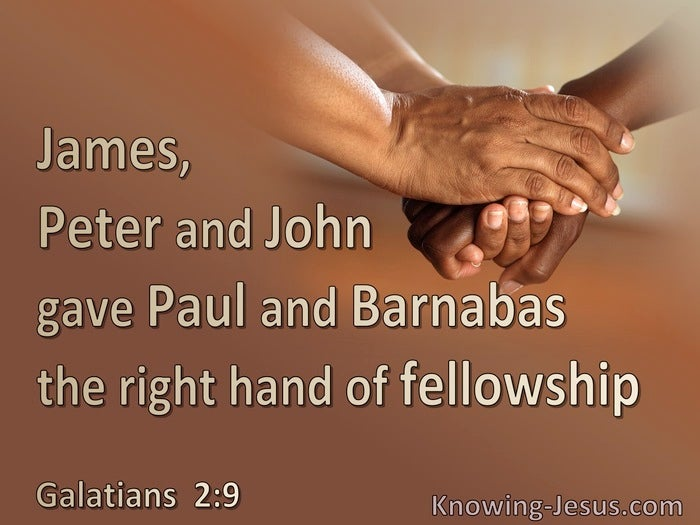 James,
Peter and John
gave Paul and Barnabas
the right hand of fellowship
Galatians 2:9
Knowing-Jesus.com